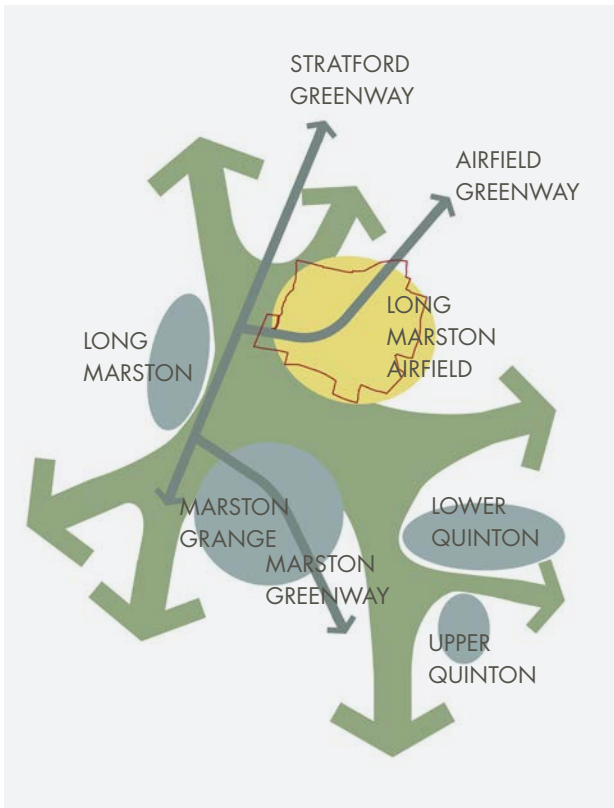 STRATFORD
GREENWAY
AIRFIELD
GREENWAY
LONG
MARSTON
AIRFIELD
LONG
MARSTON
MARSTON
GRANGE
MARSTON
GREENWAY
LOWER
QUINTON
UPPER
QUINTON